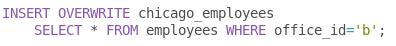 INSERT OVERWRITE chicago_employees
    SELECT * FROM employees WHERE office_id='b';